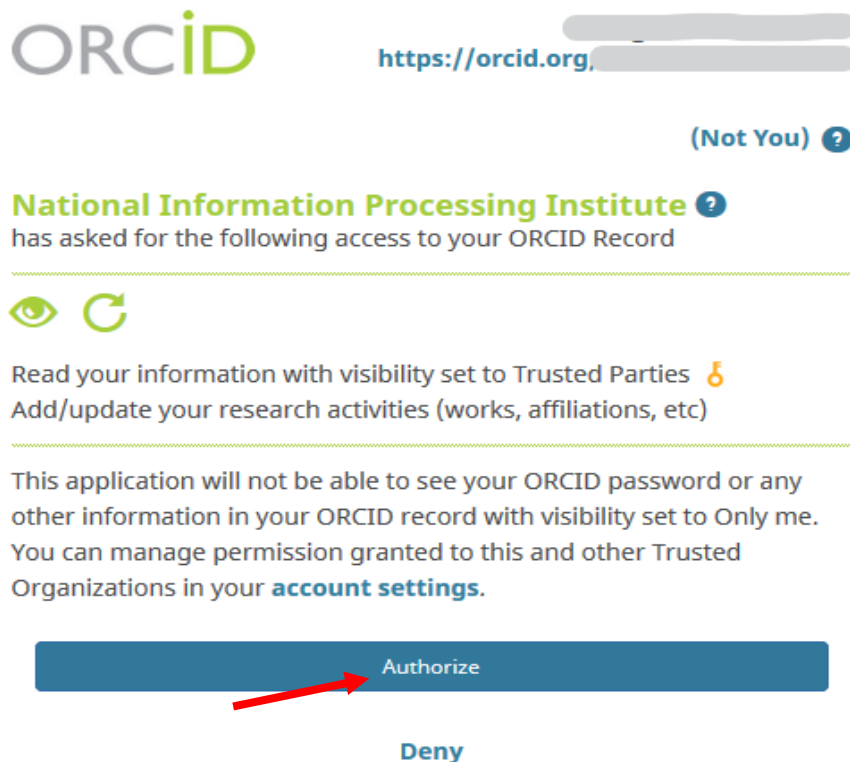 ORCiD
https://orcid.org
(Not You) ?
National Information Processing Institute ?
has asked for the following access to your ORCID Record
Read your information with visibility set to Trusted Parties
Add/update your research activities (works, affiliations, etc)
This application will not be able to see your ORCID password or any
other information in your ORCID record with visibility set to Only me.
You can manage permission granted to this and other Trusted
Organizations in your account settings.
Authorize
Deny